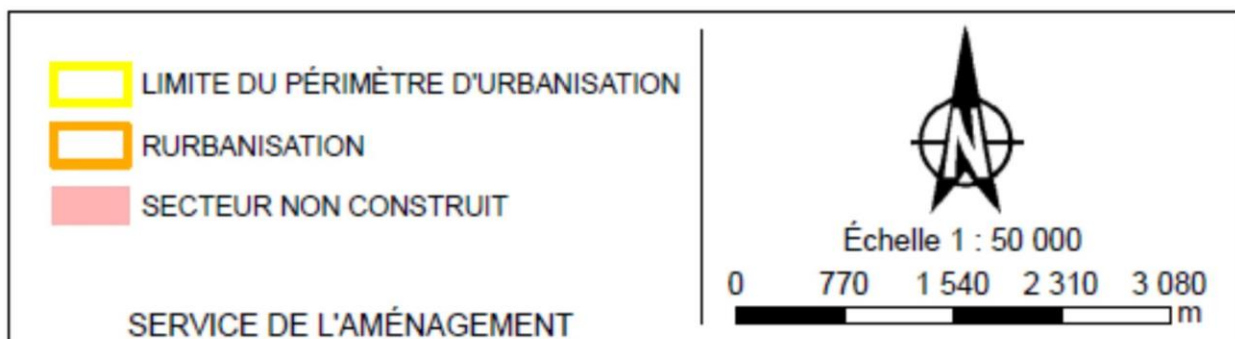 LIMITE DU PÉRIMÈTRE D'URBANISATION
RURBANISATION
SECTEUR NON CONSTRUIT
SERVICE DE L'AMÉNAGEMENT
N
Échelle 1 : 50 000
0 770 1 540 2 310 3 080
m